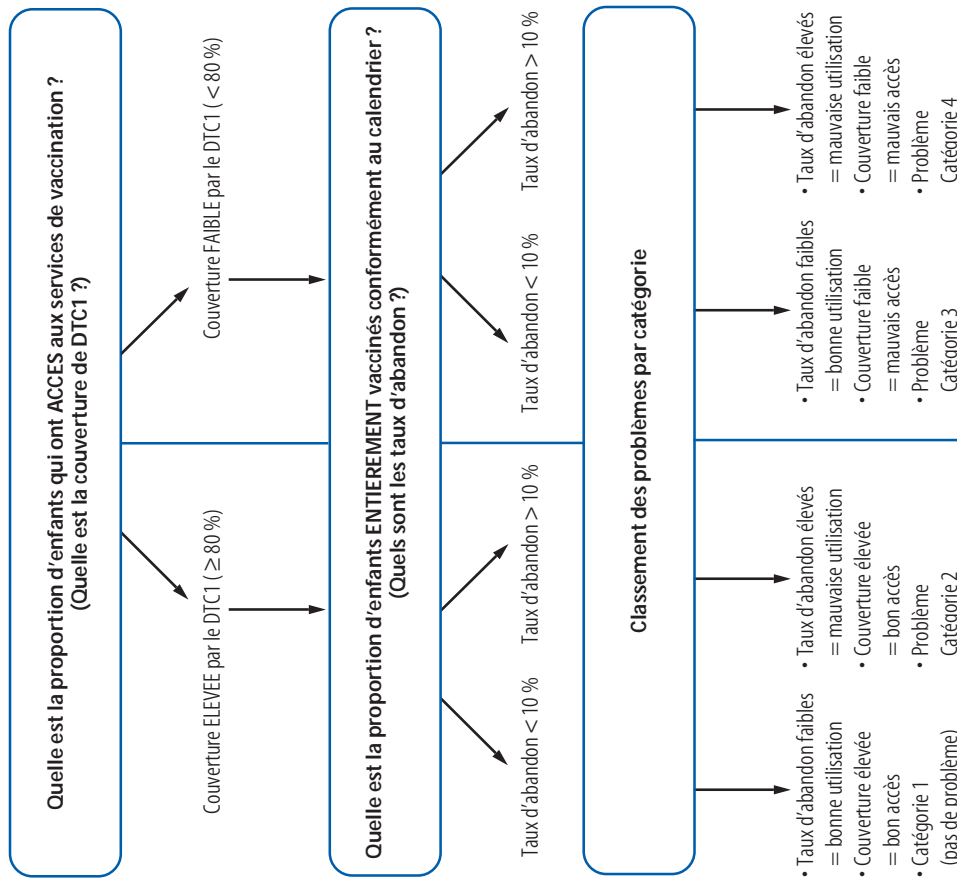 Quelle est la proportion d'enfants qui ont ACCES aux services de vaccination ?
(Quelle est la couverture de DTC1 ?)
Couverture ELEVEE par le DTC1 ( ≥ 80 %)
Couverture FAIBLE par le DTC1 ( < 80 %)
Quelle est la proportion d'enfants ENTIEREMENT vaccinés conformément au calendrier ?
(Quels sont les taux d'abandon ?)
Taux d'abandon < 10 %
Taux d'abandon > 10 %
Taux d'abandon < 10 %
Taux d'abandon > 10 %
Classement des problèmes par catégorie
• Taux d'abandon faibles
= bonne utilisation
• Couverture élevée
= bon accès
• Catégorie 1
(pas de problème)
• Taux d'abandon élevés
= mauvaise utilisation
• Couverture élevée
= bon accès
• Problème
Catégorie 2
• Taux d'abandon faibles
= bonne utilisation
• Couverture faible
= mauvais accès
• Problème
Catégorie 3
• Taux d'abandon élevés
= mauvaise utilisation
• Couverture faible
= mauvais accès
• Problème
Catégorie 4